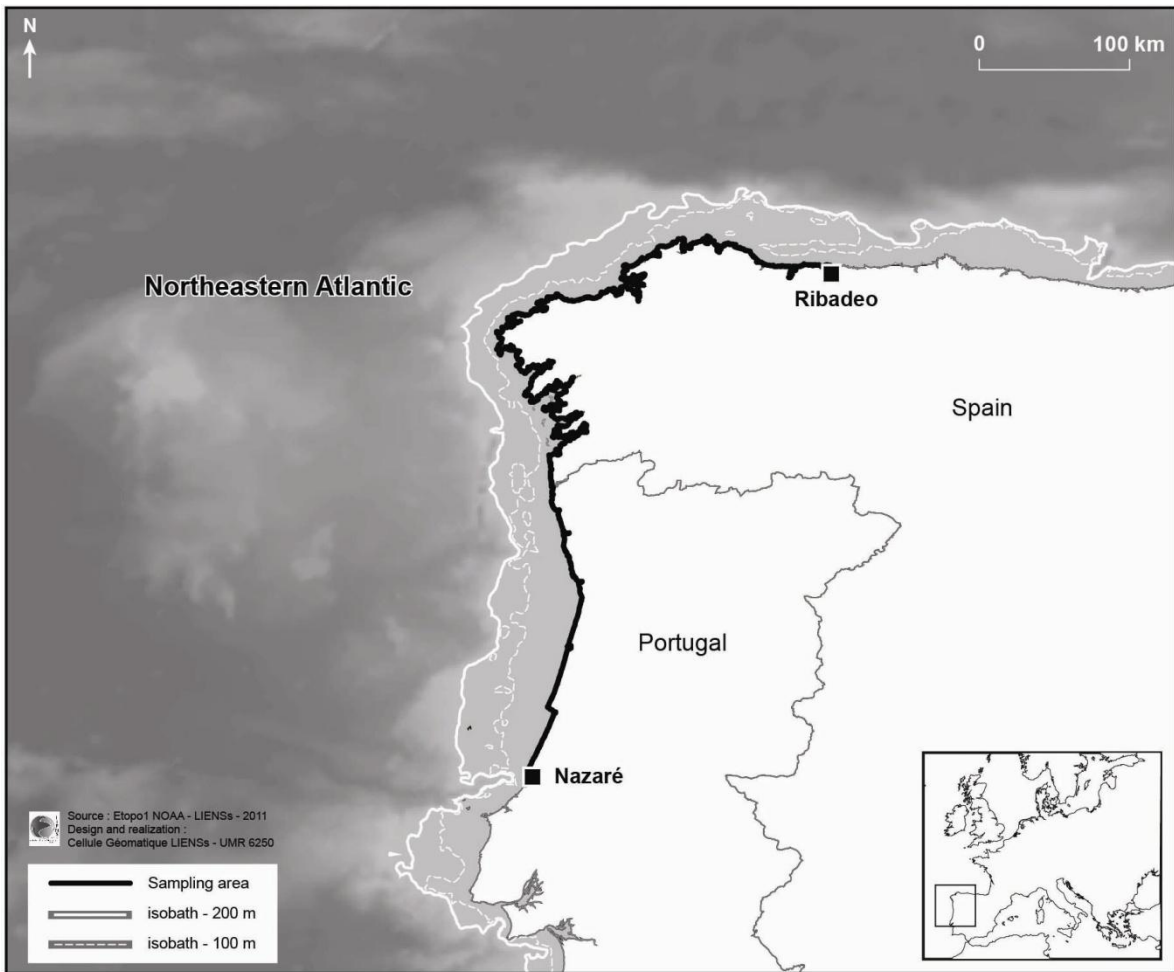 N
0 100 km
Northeastern Atlantic
Ribadeo
Spain
Portugal
Nazaré
Source : Etopo1 NOAA - LIENSs - 2011
Design and realization :
Cellule Géomatique LIENSs - UMR 6250
Sampling area
isobath - 200 m
isobath - 100 m